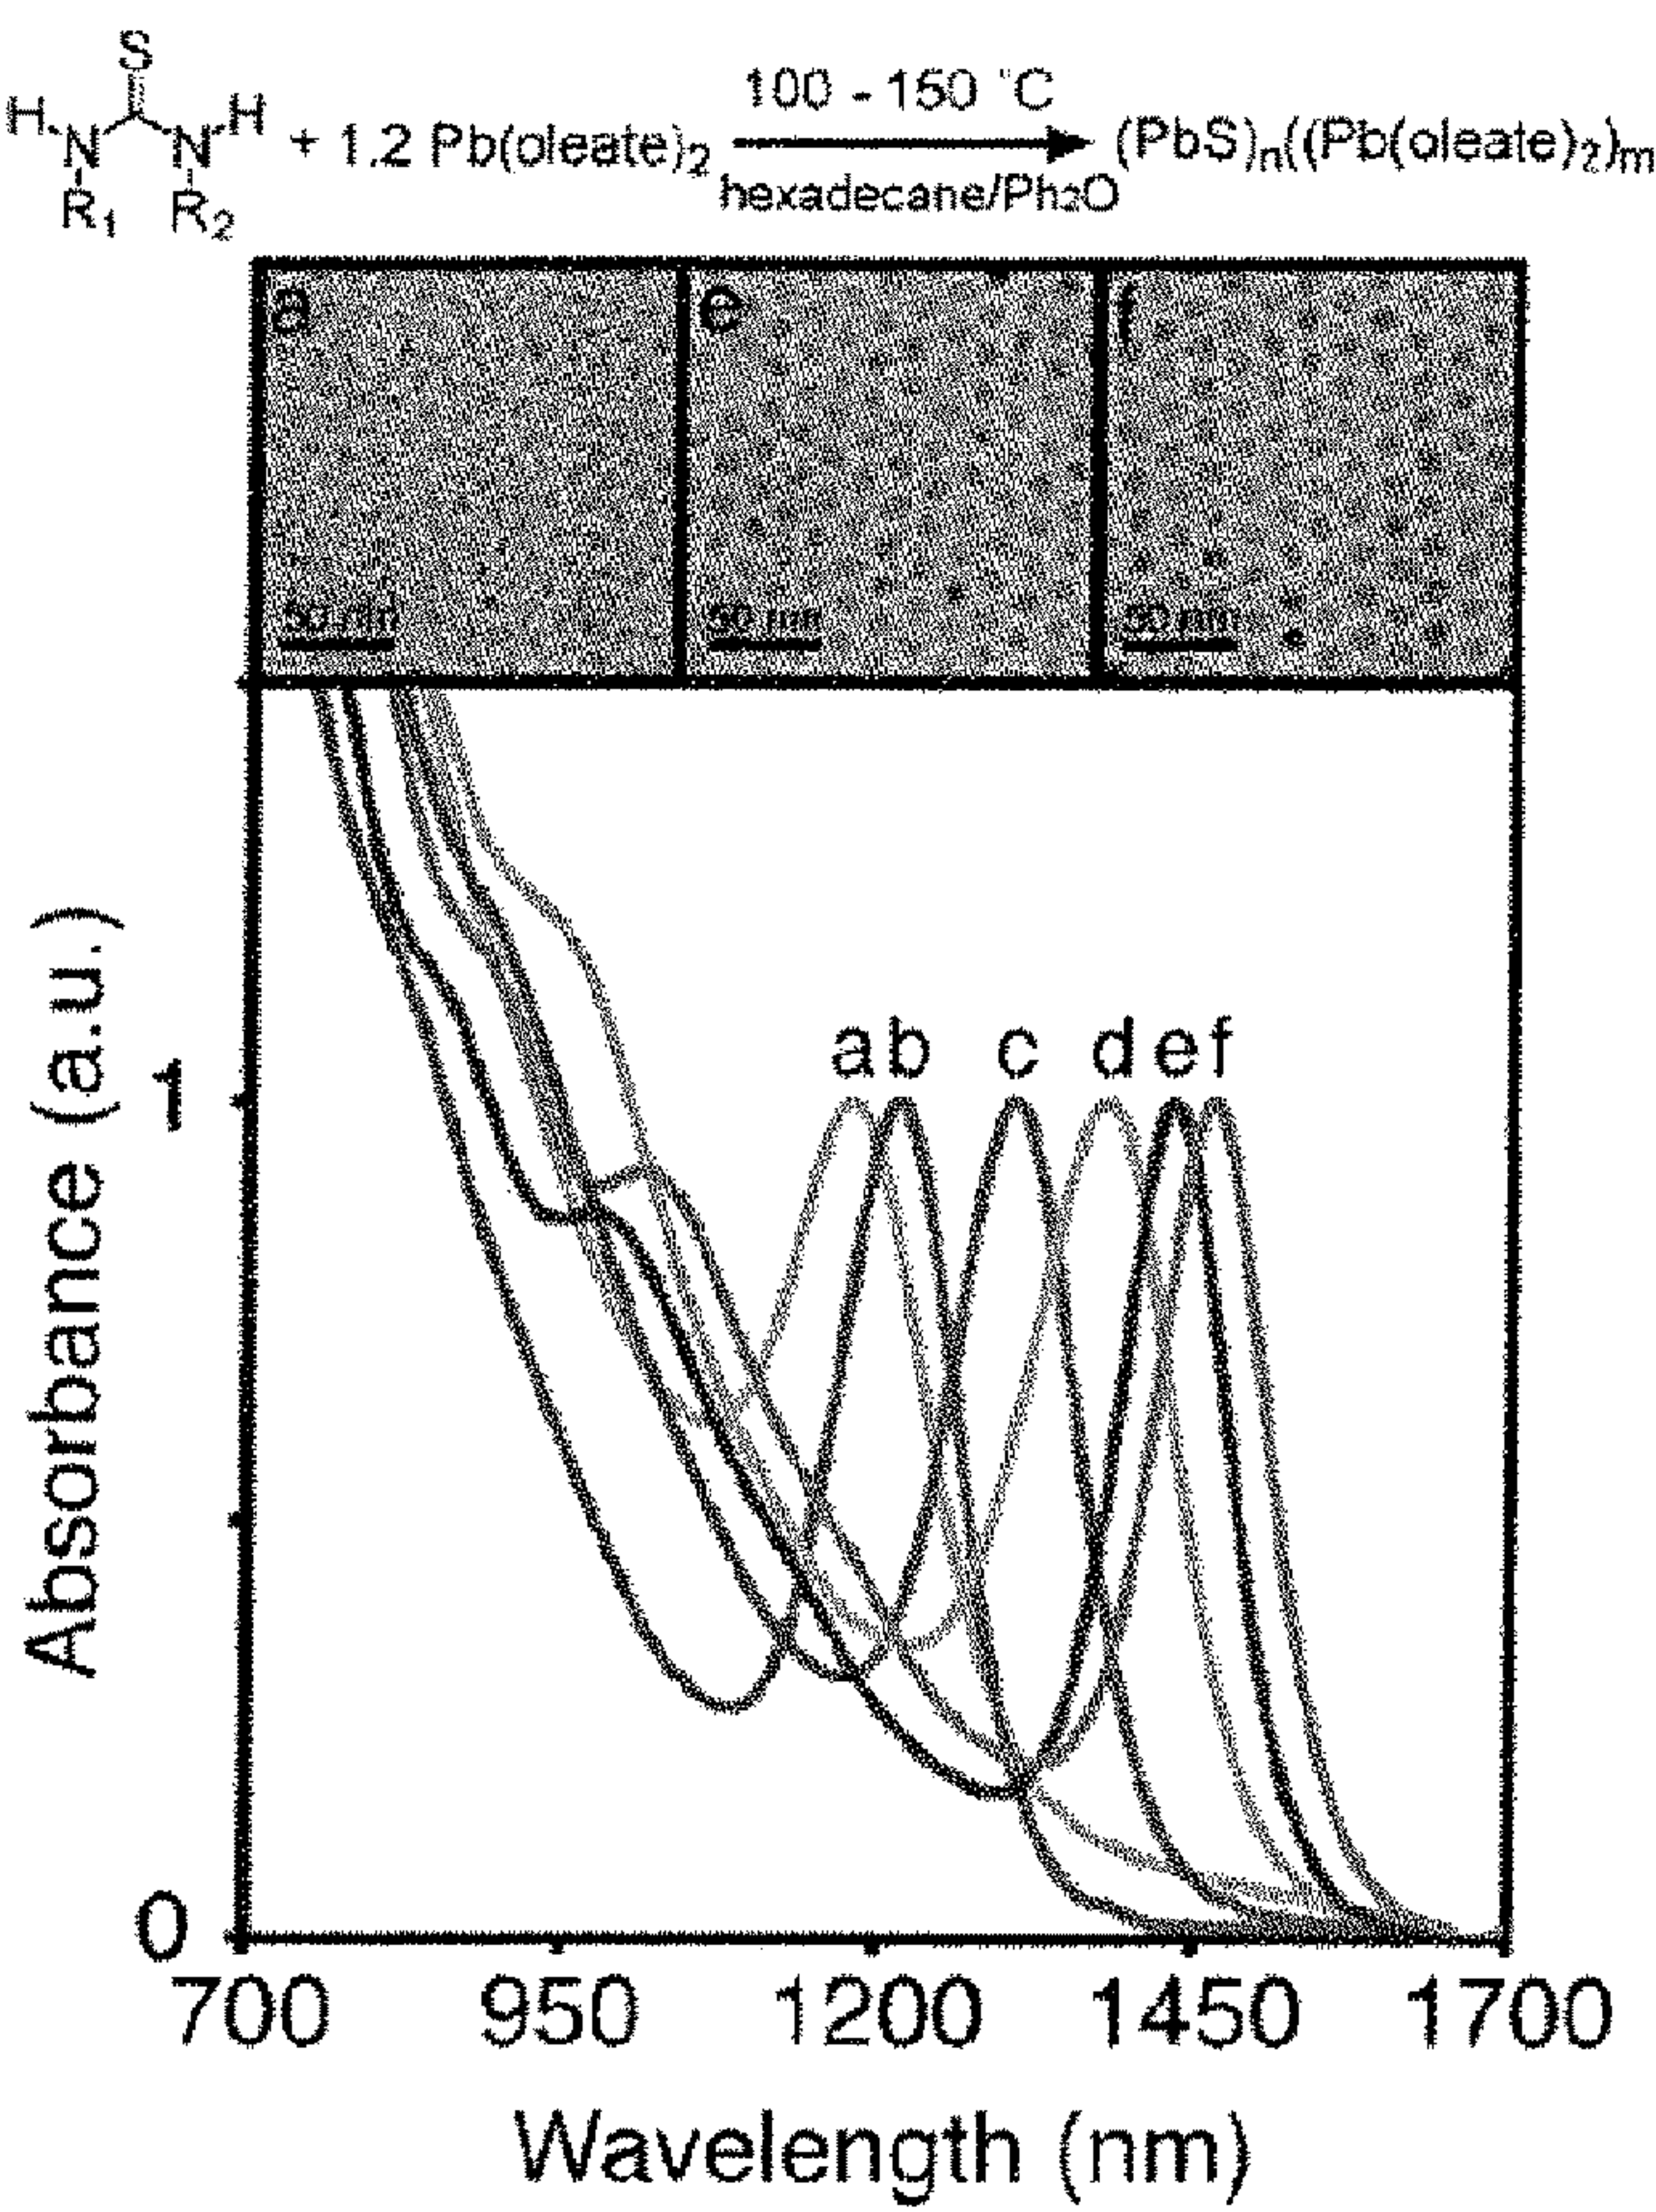 S
H N N H + 1.2 Pb(oleate)2 100 - 150 °C (PbS)n((Pb(oleate)2)m
R1 R2 hexadecane/Ph2O
a e f
50 nm 50 nm 50 nm
a b c d e f
Absorbance (a.u.)
1
0
700 950 1200 1450 1700
Wavelength (nm)